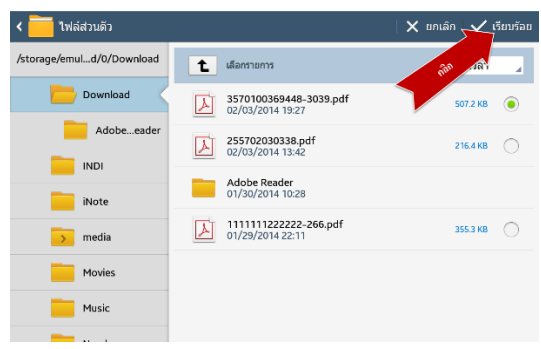 ไฟล์ส่วนตัว
ยกเลิก
เรียบร้อย
/storage/emul...d/0/Download
เลือกรายการ
คลิก
Download
3570100369448-3039.pdf
02/03/2014 19:27
507.2 KB
Adobe...eader
255702030338.pdf
02/03/2014 13:42
216.4 KB
INDI
Adobe Reader
01/30/2014 10:28
iNote
media
1111111222222-266.pdf
01/29/2014 22:11
355.3 KB
Movies
Music